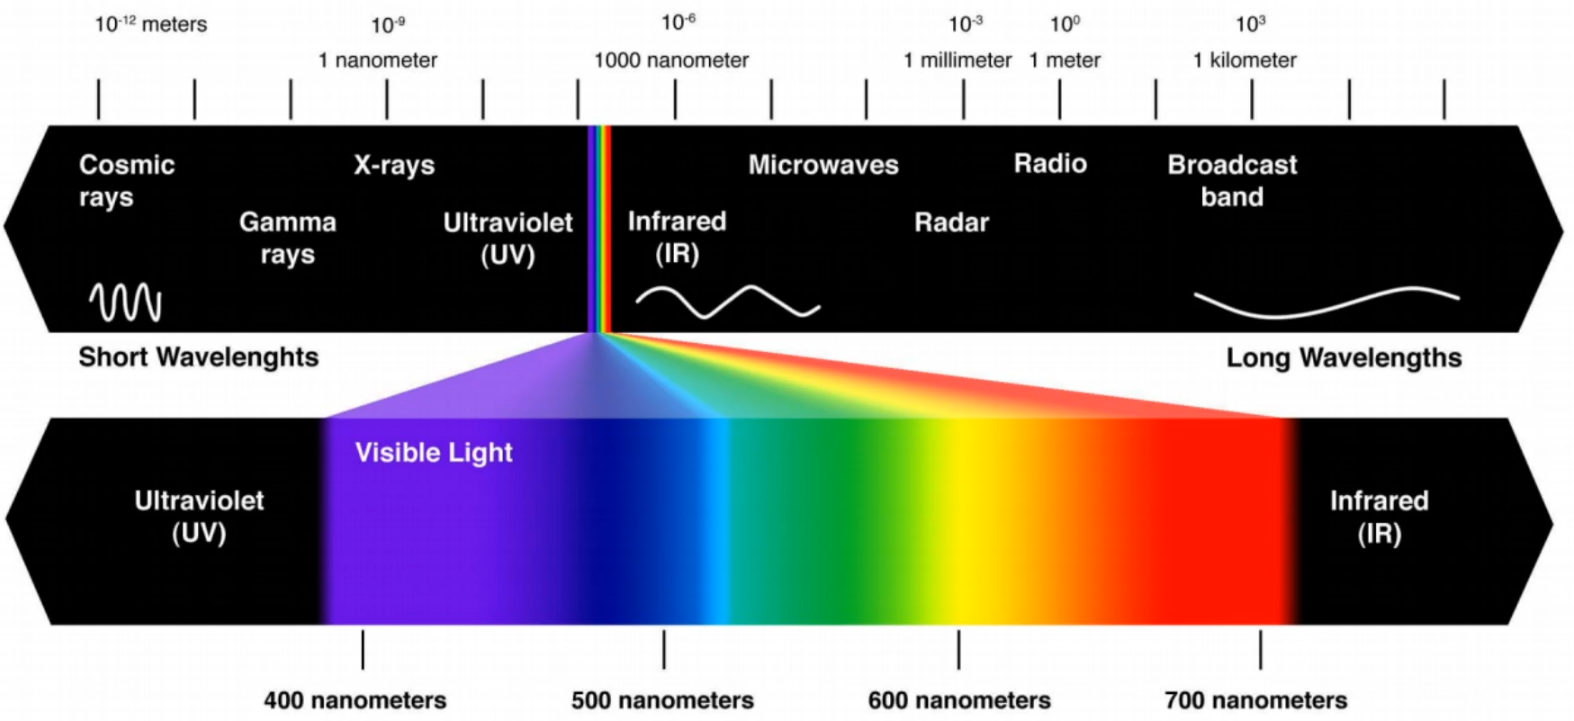 10⁻¹² meters 10⁻⁹ 10⁻⁶ 10⁻³ 10⁰ 10³
1 nanometer 1000 nanometer 1 millimeter 1 meter 1 kilometer
Cosmic
rays
X-rays
Microwaves
Radio
Broadcast
band
Gamma
rays
Ultraviolet
(UV)
Infrared
(IR)
Radar
Short Wavelenghts
Long Wavelengths
Visible Light
Ultraviolet
(UV)
Infrared
(IR)
400 nanometers 500 nanometers 600 nanometers 700 nanometers